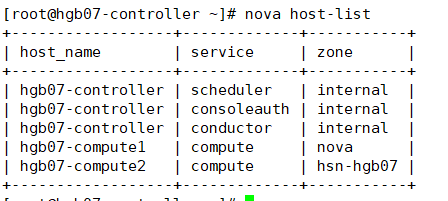 [root@hgb07-controller ~]# nova host-list
+------------------+-------------+-----------+
| host_name        | service     | zone      |
+------------------+-------------+-----------+
| hgb07-controller | scheduler   | internal  |
| hgb07-controller | consoleauth | internal  |
| hgb07-controller | conductor   | internal  |
| hgb07-compute1   | compute     | nova      |
| hgb07-compute2   | compute     | hsn-hgb07 |
+------------------+-------------+-----------+
[root@hgb07-controller ~]#